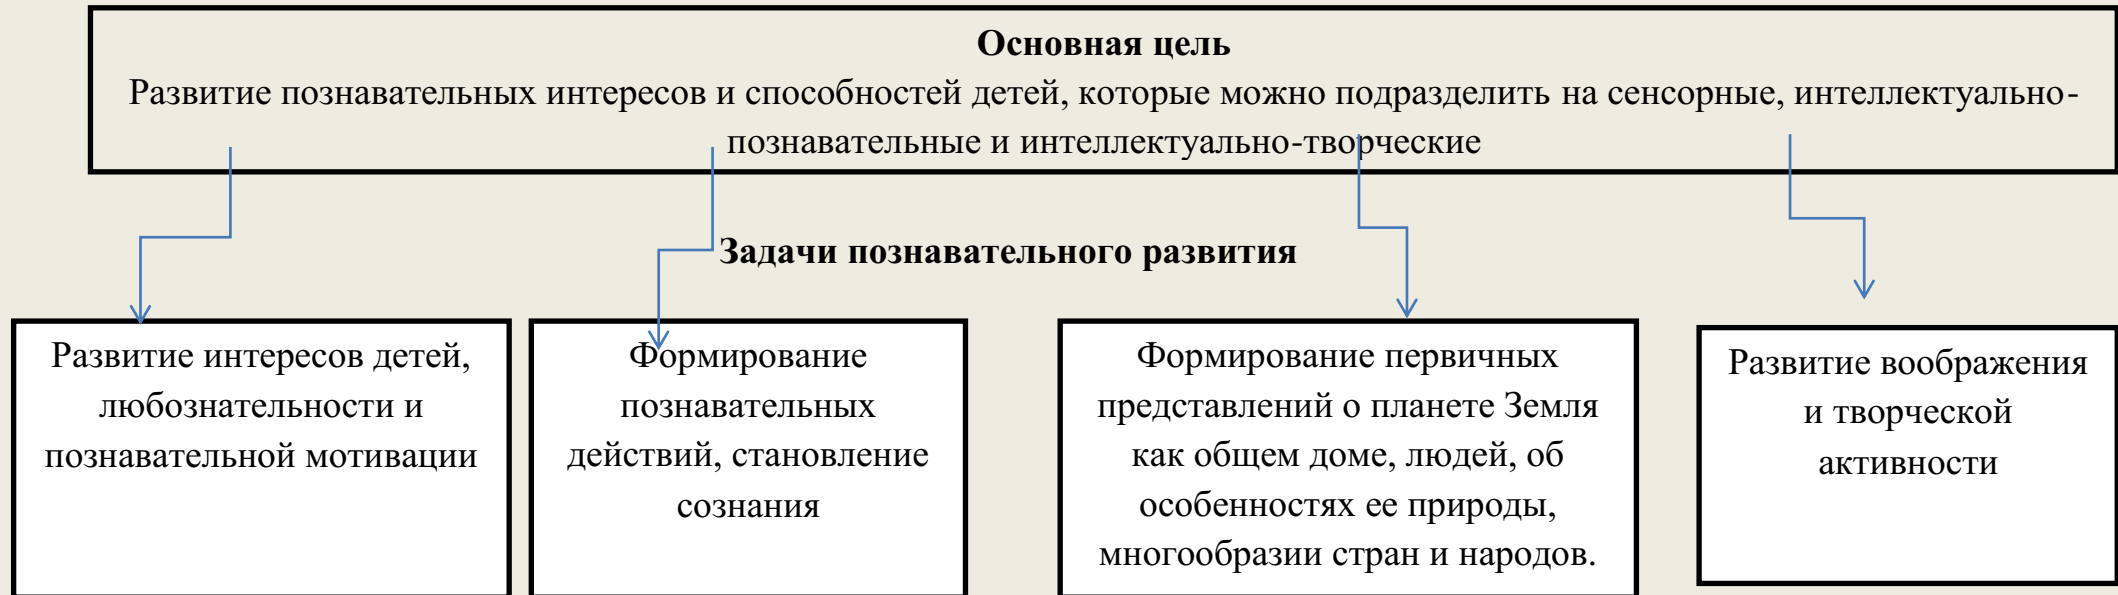 Основная цель
Развитие познавательных интересов и способностей детей, которые можно подразделить на сенсорные, интеллектуально-
познавательные и интеллектуально-творческие
Задачи познавательного развития
Развитие интересов детей,
любознательности и
познавательной мотивации
Формирование
познавательных
действий, становление
сознания
Формирование первичных
представлений о планете Земля
как общем доме, людей, об
особенностях ее природы,
многообразии стран и народов.
Развитие воображения
и творческой
активности